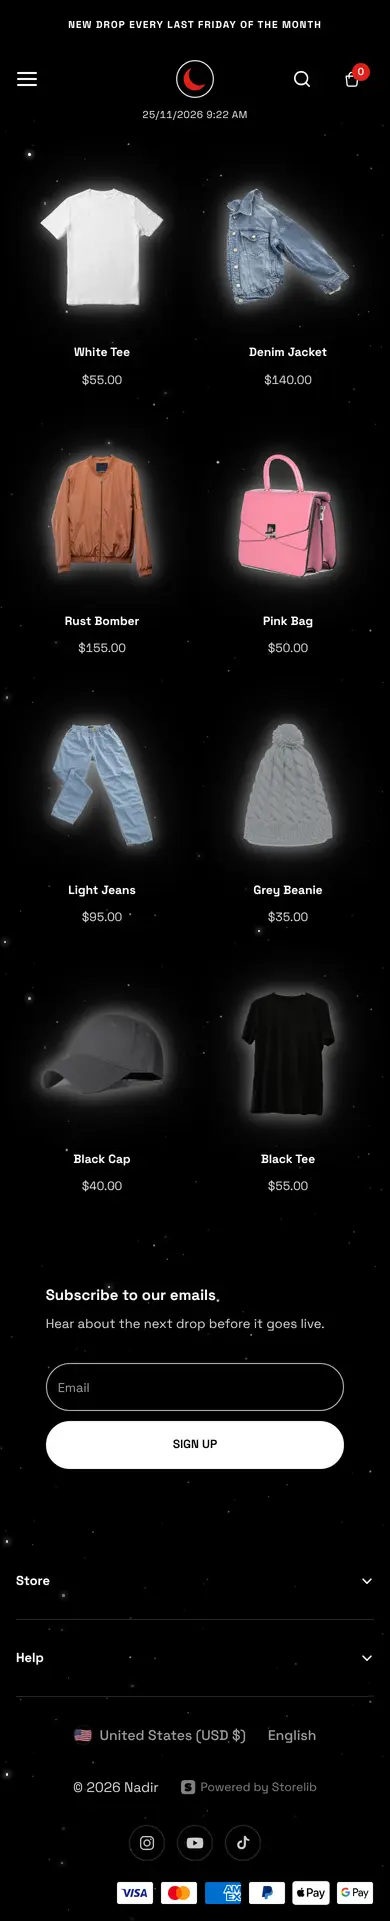 NEW DROP EVERY LAST FRIDAY OF THE MONTH
0
25/11/2026 9:22 AM
White Tee
Denim Jacket
$55.00
$140.00
Rust Bomber
Pink Bag
$155.00
$50.00
Light Jeans
Grey Beanie
$95.00
$35.00
Black Cap
Black Tee
$40.00
$55.00
Subscribe to our emails
Hear about the next drop before it goes live.
Email
SIGN UP
Store
Help
United States (USD $) English
© 2026 Nadir S Powered by Storelib
VISA mastercard AMEX P Pay G Pay